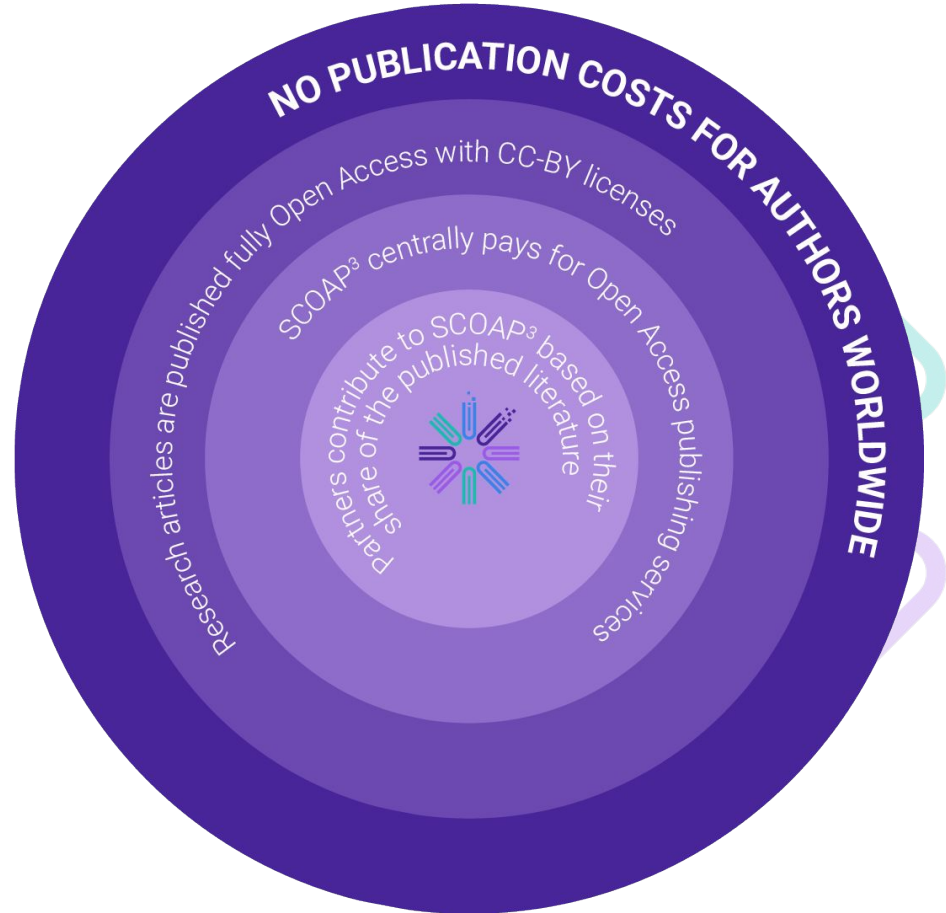 NO PUBLICATION COSTS FOR AUTHORS WORLDWIDE
Research articles are published fully Open Access with CC-BY licenses
SCOAP³ centrally pays for Open Access publishing services
Partners contribute to SCOAP³ based on their
share of the published literature